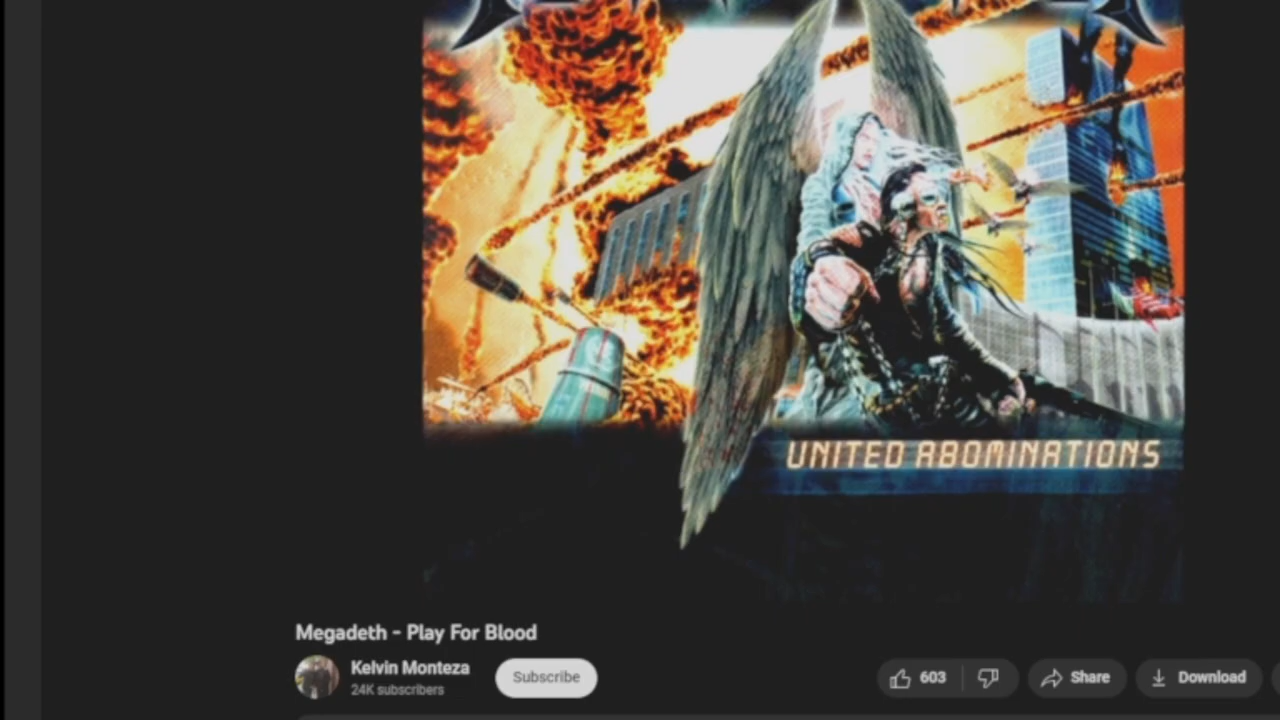 UNITED ABOMINATIONS
Megadeth - Play For Blood
Kelvin Monteza
24K subscribers
Subscribe
603
Share
Download